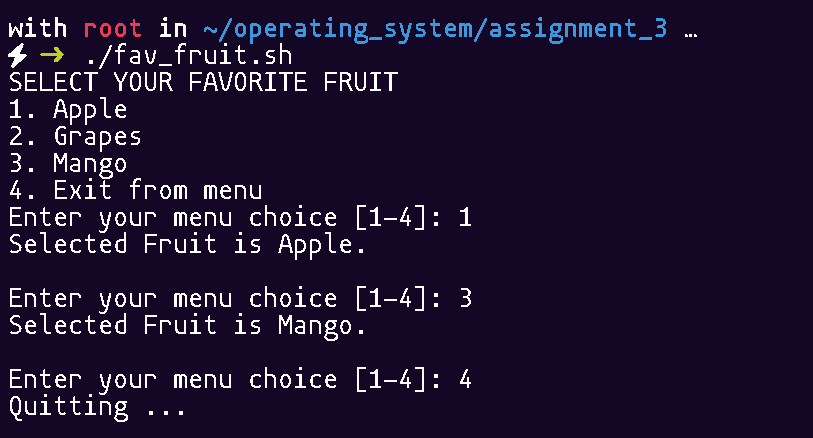 with root in ~/operating_system/assignment_3 …
⚡ → ./fav_fruit.sh
SELECT YOUR FAVORITE FRUIT
1. Apple
2. Grapes
3. Mango
4. Exit from menu
Enter your menu choice [1-4]: 1
Selected Fruit is Apple.
Enter your menu choice [1-4]: 3
Selected Fruit is Mango.
Enter your menu choice [1-4]: 4
Quitting ...